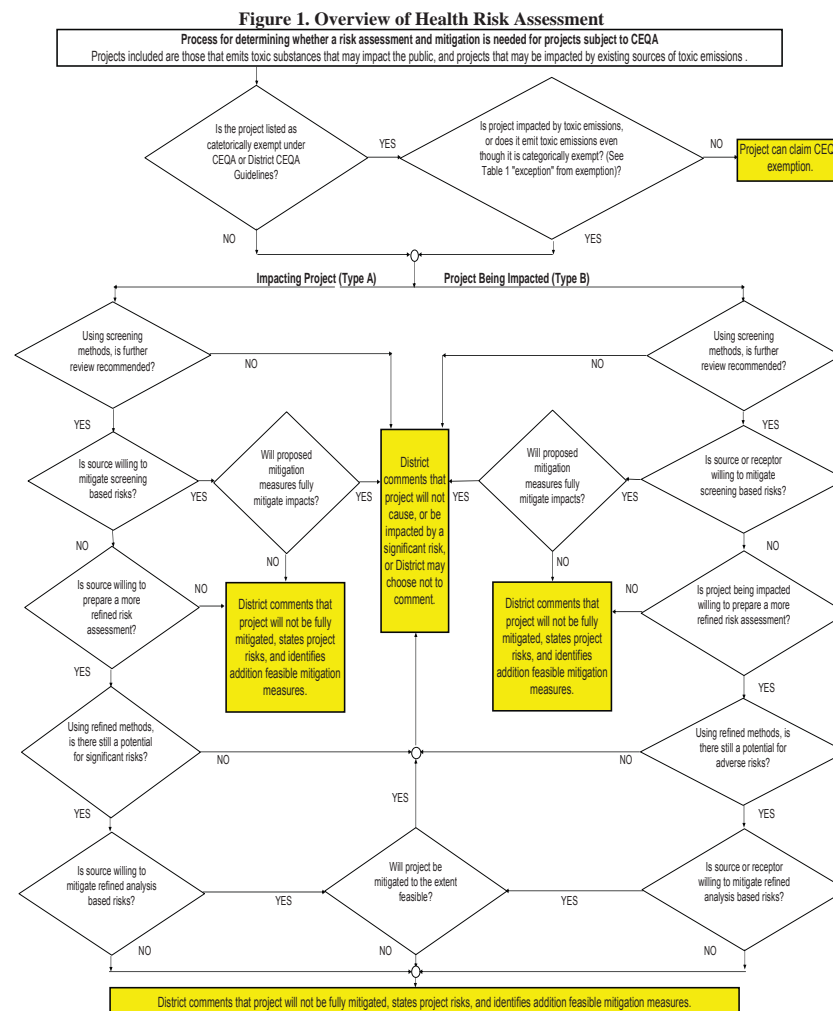 Figure 1. Overview of Health Risk Assessment
Process for determining whether a risk assessment and mitigation is needed for projects subject to CEQA
Projects included are those that emits toxic substances that may impact the public, and projects that may be impacted by existing sources of toxic emissions .
Is the project listed as
catetorically exempt under
CEQA or District CEQA
Guidelines?
YES
Is project impacted by toxic emissions,
or does it emit toxic emissions even
though it is categorically exempt? (See
Table 1 "exception" from exemption)?
NO
Project can claim CEQ
exemption.
NO
YES
Impacting Project (Type A)
Project Being Impacted (Type B)
Using screening
methods, is further
review recommended?
NO
YES
Using screening
methods, is further
review recommended?
NO
YES
Is source willing to
mitigate screening
based risks?
YES
NO
Will proposed
mitigation
measures fully
mitigate impacts?
YES
NO
District
comments that
project will not
cause, or be
impacted by a
significant risk,
or District may
choose not to
comment.
Will proposed
mitigation
measures fully
mitigate impacts?
YES
NO
Is source or receptor
willing to mitigate
screening based risks?
YES
NO
Is source willing to
prepare a more
refined risk
assessment?
NO
YES
District comments that
project will not be fully
mitigated, states project
risks, and identifies
addition feasible mitigation
measures.
District comments that
project will not be fully
mitigated, states project
risks, and identifies
addition feasible mitigation
measures.
Is project being impacted
willing to prepare a more
refined risk assessment?
NO
YES
Using refined methods,
is there still a potential
for significant risks?
NO
YES
Using refined methods, is
there still a potential for
adverse risks?
NO
YES
YES
Is source willing to
mitigate refined analysis
based risks?
YES
NO
Will project be
mitigated to the extent
feasible?
NO
Is source or receptor
willing to mitigate refined
analysis based risks?
YES
NO
District comments that project will not be fully mitigated, states project risks, and identifies addition feasible mitigation measures.